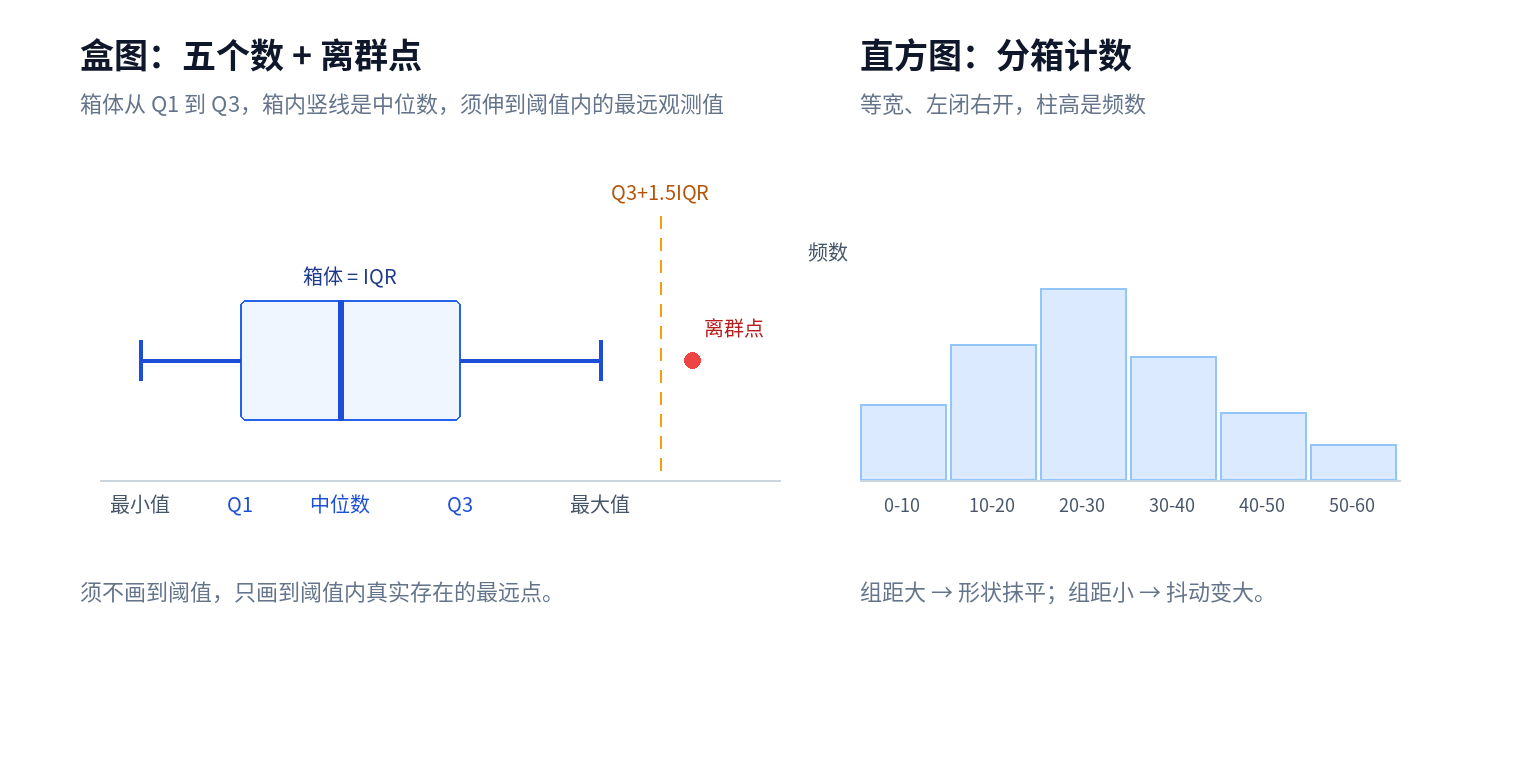 盒图：五个数 + 离群点
箱体从 Q1 到 Q3，箱内竖线是中位数，须伸到阈值内的最远观测值
Q3+1.5IQR
箱体 = IQR
离群点
最小值
Q1
中位数
Q3
最大值
须不画到阈值，只画到阈值内真实存在的最远点。
直方图：分箱计数
等宽、左闭右开，柱高是频数
频数
0-10
10-20
20-30
30-40
40-50
50-60
组距大 → 形状抹平；组距小 → 抖动变大。